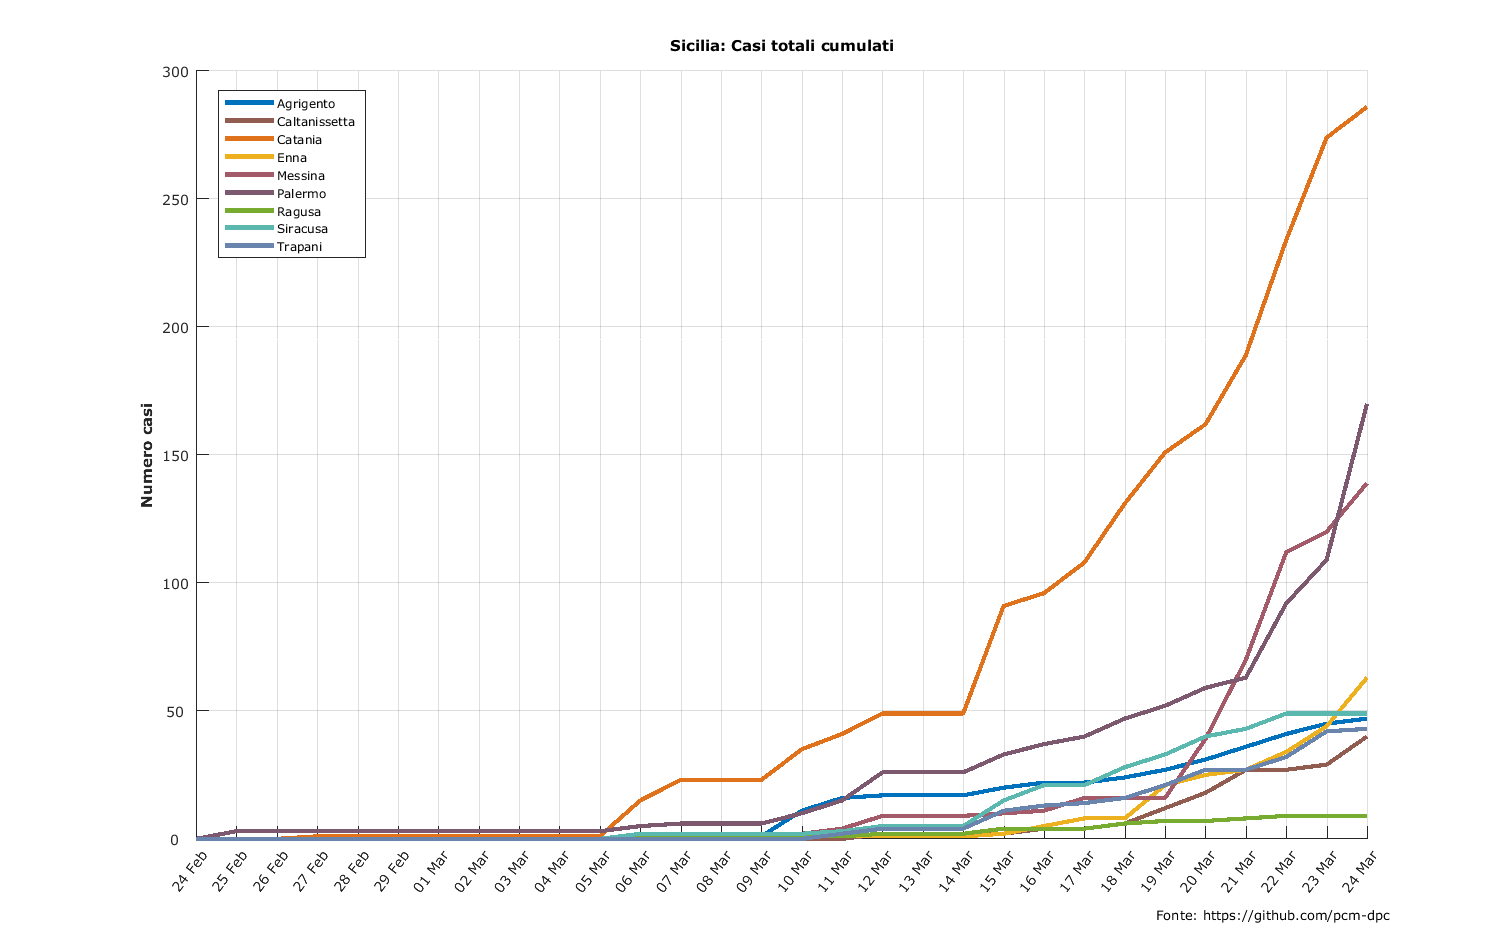 Sicilia: Casi totali cumulati
300
250
200
150
100
50
0
Numero casi
Agrigento
Caltanissetta
Catania
Enna
Messina
Palermo
Ragusa
Siracusa
Trapani
24 Feb
25 Feb
26 Feb
27 Feb
28 Feb
29 Feb
01 Mar
02 Mar
03 Mar
04 Mar
05 Mar
06 Mar
07 Mar
08 Mar
09 Mar
10 Mar
11 Mar
12 Mar
13 Mar
14 Mar
15 Mar
16 Mar
17 Mar
18 Mar
19 Mar
20 Mar
21 Mar
22 Mar
23 Mar
24 Mar
Fonte: https://github.com/pcm-dpc